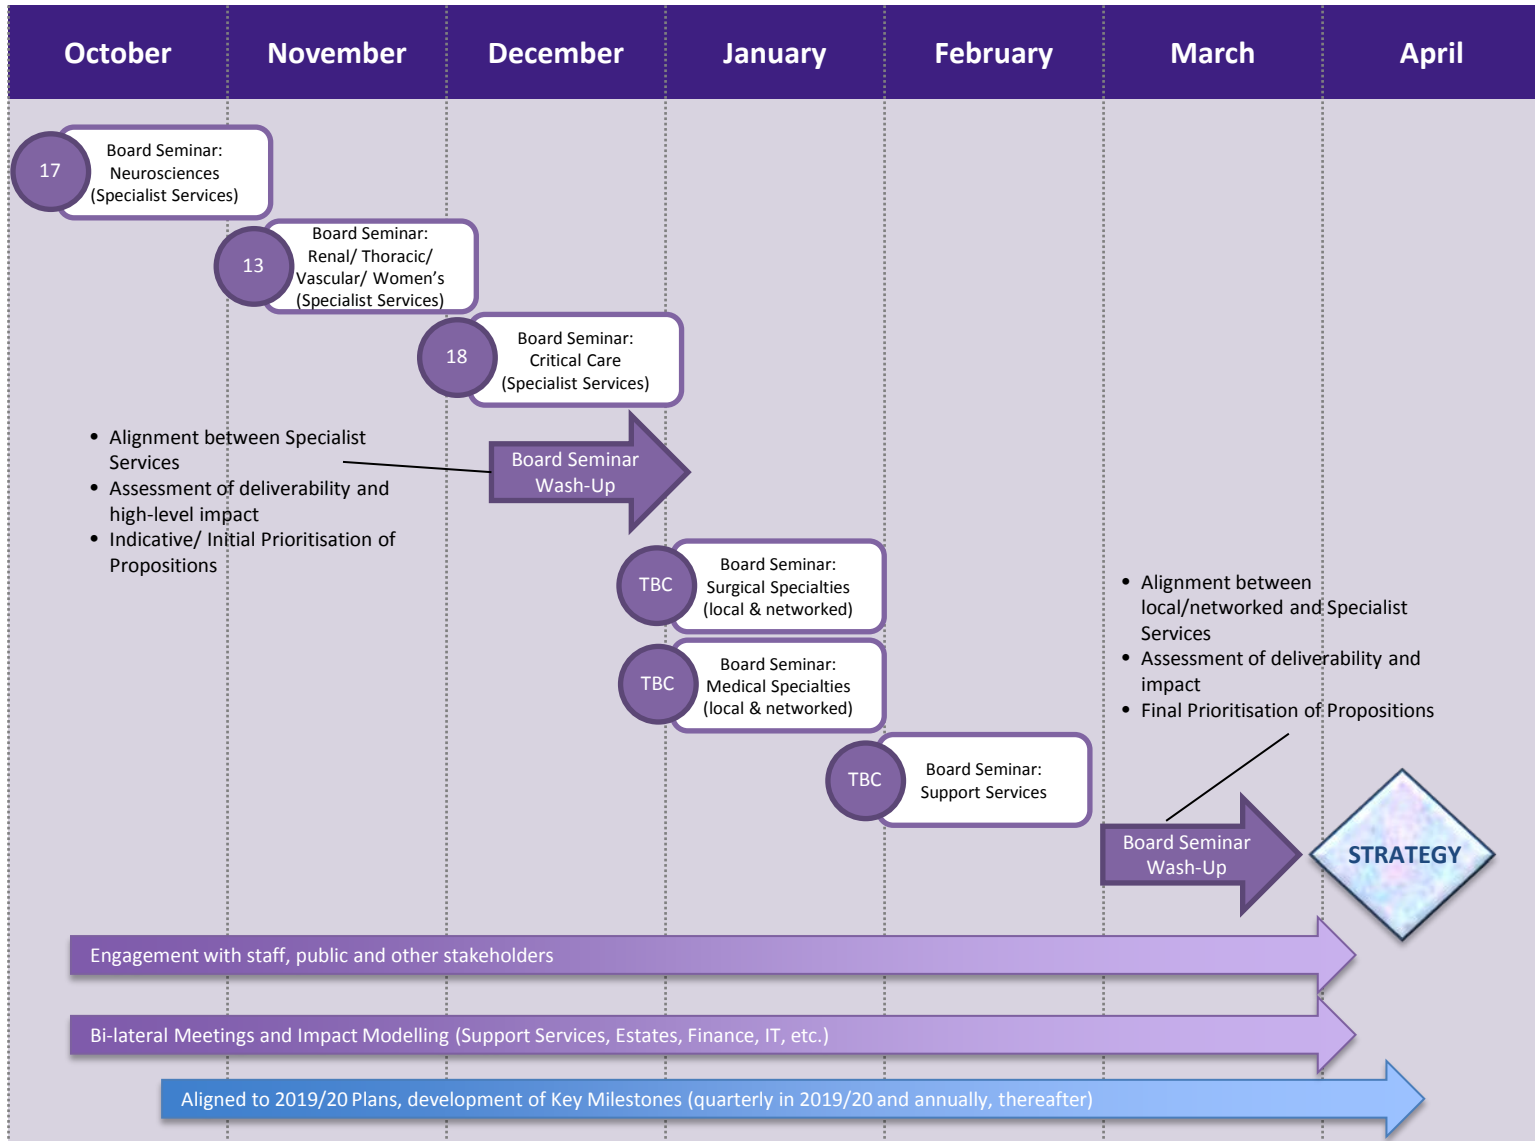 October
November
December
January
February
March
April
17
Board Seminar:
Neurosciences
(Specialist Services)
13
Board Seminar:
Renal/ Thoracic/
Vascular/ Women’s
(Specialist Services)
18
Board Seminar:
Critical Care
(Specialist Services)
• Alignment between Specialist
Services
• Assessment of deliverability and
high-level impact
• Indicative/ Initial Prioritisation of
Propositions
Board Seminar
Wash-Up
TBC
Board Seminar:
Surgical Specialties
(local & networked)
TBC
Board Seminar:
Medical Specialties
(local & networked)
• Alignment between
local/networked and Specialist
Services
• Assessment of deliverability and
impact
• Final Prioritisation of Propositions
TBC
Board Seminar:
Support Services
Board Seminar
Wash-Up
STRATEGY
Engagement with staff, public and other stakeholders
Bi-lateral Meetings and Impact Modelling (Support Services, Estates, Finance, IT, etc.)
Aligned to 2019/20 Plans, development of Key Milestones (quarterly in 2019/20 and annually, thereafter)